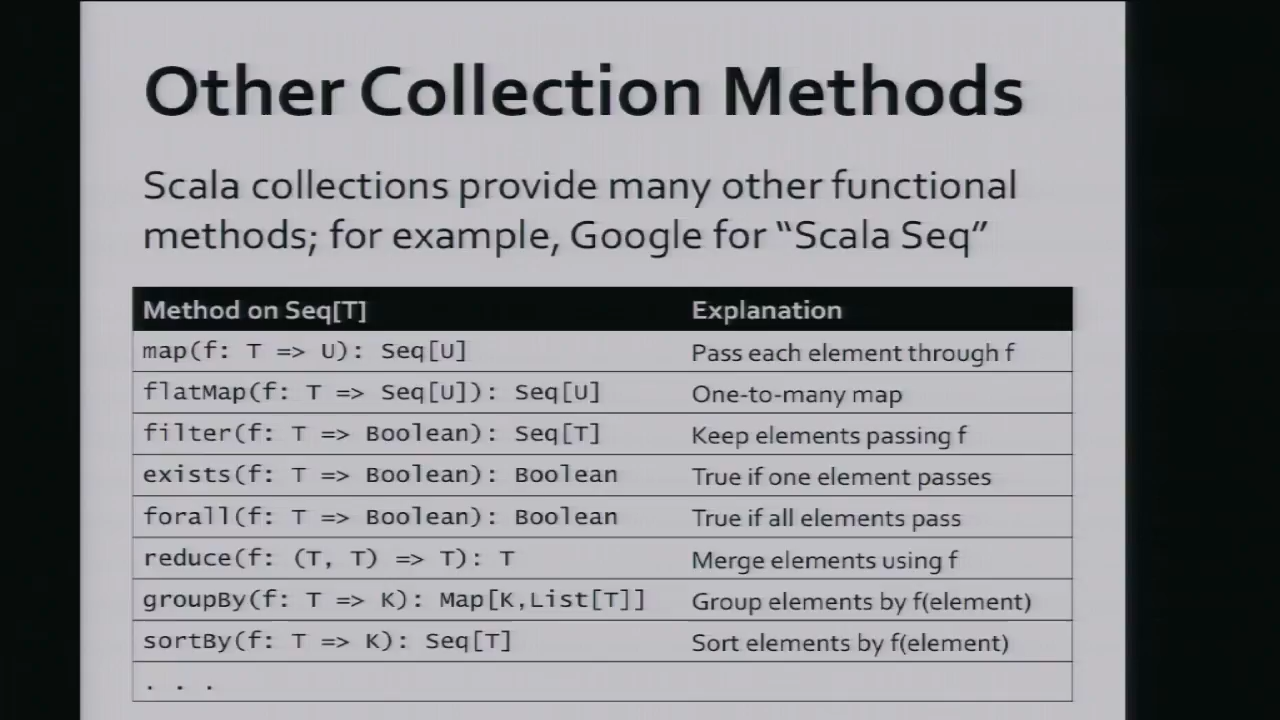 Other Collection Methods
Scala collections provide many other functional
methods; for example, Google for “Scala Seq”
Method on Seq[T] Explanation
map(f: T => U): Seq[U] Pass each element through f
flatMap(f: T => Seq[U]): Seq[U] One-to-many map
filter(f: T => Boolean): Seq[T] Keep elements passing f
exists(f: T => Boolean): Boolean True if one element passes
forall(f: T => Boolean): Boolean True if all elements pass
reduce(f: (T, T) => T): T Merge elements using f
groupBy(f: T => K): Map[K,List[T]] Group elements by f(element)
sortBy(f: T => K): Seq[T] Sort elements by f(element)
. . .